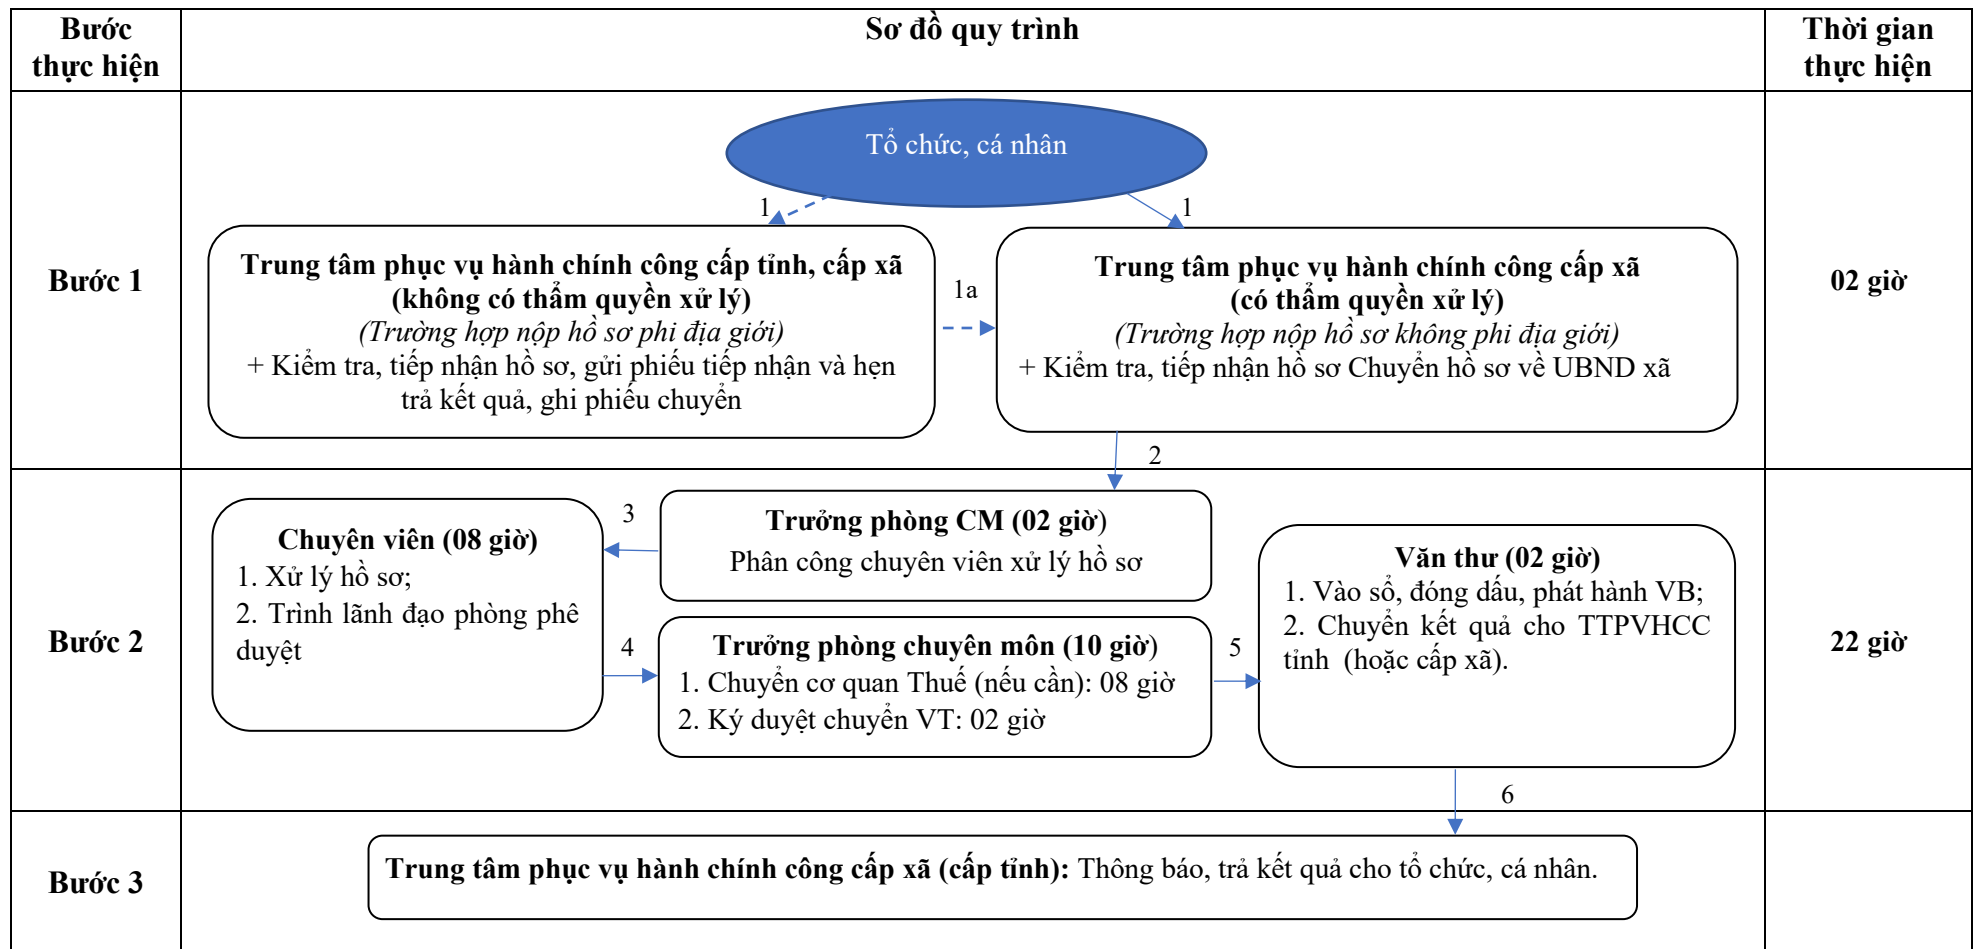 Bước
thực hiện
Sơ đồ quy trình
Thời gian
thực hiện
Bước 1
Tổ chức, cá nhân
1
1
Trung tâm phục vụ hành chính công cấp tỉnh, cấp xã
(không có thẩm quyền xử lý)
(Trường hợp nộp hồ sơ phi địa giới)
+ Kiểm tra, tiếp nhận hồ sơ, gửi phiếu tiếp nhận và hẹn
trả kết quả, ghi phiếu chuyển
1a
Trung tâm phục vụ hành chính công cấp xã
(có thẩm quyền xử lý)
(Trường hợp nộp hồ sơ không phi địa giới)
+ Kiểm tra, tiếp nhận hồ sơ Chuyển hồ sơ về UBND xã
02 giờ
2
Bước 2
Chuyên viên (08 giờ)
1. Xử lý hồ sơ;
2. Trình lãnh đạo phòng phê
duyệt
3
Trưởng phòng CM (02 giờ)
Phân công chuyên viên xử lý hồ sơ
4
Trưởng phòng chuyên môn (10 giờ)
1. Chuyển cơ quan Thuế (nếu cần): 08 giờ
2. Ký duyệt chuyển VT: 02 giờ
5
Văn thư (02 giờ)
1. Vào sổ, đóng dấu, phát hành VB;
2. Chuyển kết quả cho TTPVHCC
tỉnh (hoặc cấp xã).
22 giờ
6
Bước 3
Trung tâm phục vụ hành chính công cấp xã (cấp tỉnh): Thông báo, trả kết quả cho tổ chức, cá nhân.